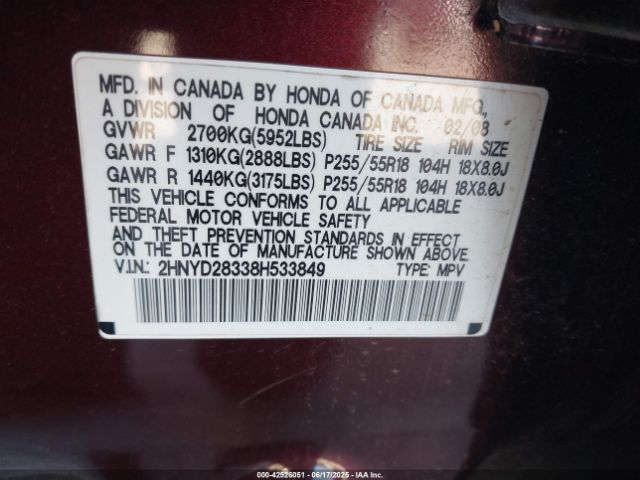 MFD. IN CANADA BY HONDA OF CANADA MFG.,
A DIVISION OF HONDA CANADA INC. 02/08
GVWR 2700KG(5952LBS) TIRE SIZE RIM SIZE
GAWR F 1310KG(2888LBS) P255/55R18 104H 18X8.0J
GAWR R 1440KG(3175LBS) P255/55R18 104H 18X8.0J
THIS VEHICLE CONFORMS TO ALL APPLICABLE
FEDERAL MOTOR VEHICLE SAFETY
AND THEFT PREVENTION STANDARDS IN EFFECT
ON THE DATE OF MANUFACTURE SHOWN ABOVE.
V.I.N.: 2HNYD28338H533849 TYPE: MPV
00-42526051 - 06/17/2025 - IAA Inc.